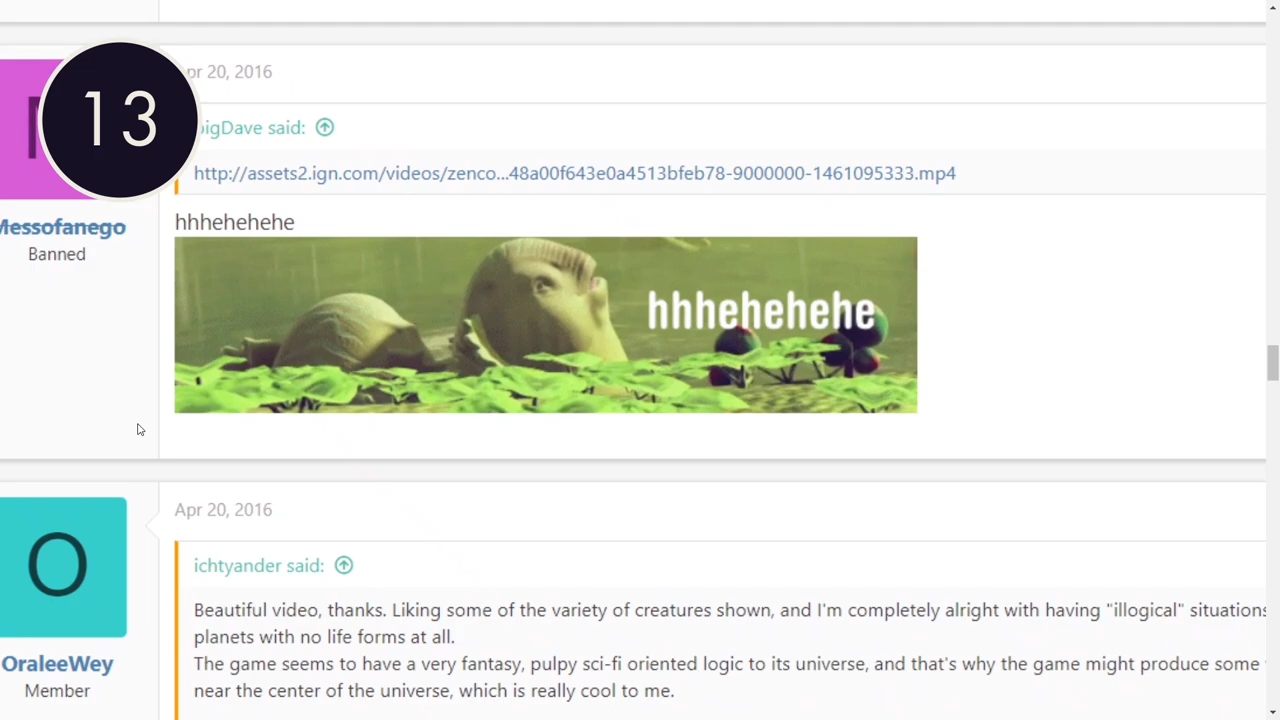 13
pr 20, 2016
bigDave said:
http://assets2.ign.com/videos/zenco...48a00f643e0a4513bfeb78-9000000-1461095333.mp4
Messofanego
Banned
hhhehehehe
hhhehehehe
Apr 20, 2016
O
OraleeWey
Member
ichtyander said:
Beautiful video, thanks. Liking some of the variety of creatures shown, and I'm completely alright with having "illogical" situations
planets with no life forms at all.
The game seems to have a very fantasy, pulpy sci-fi oriented logic to its universe, and that's why the game might produce some
near the center of the universe, which is really cool to me.